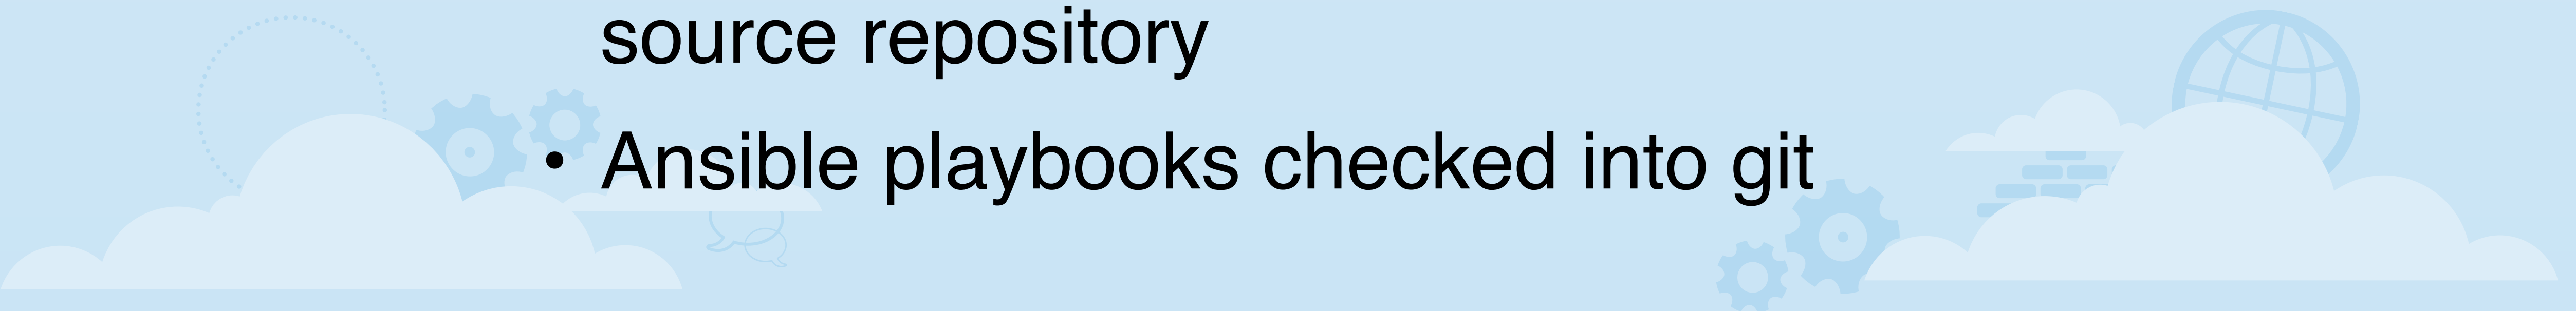 source repository
• Ansible playbooks checked into git